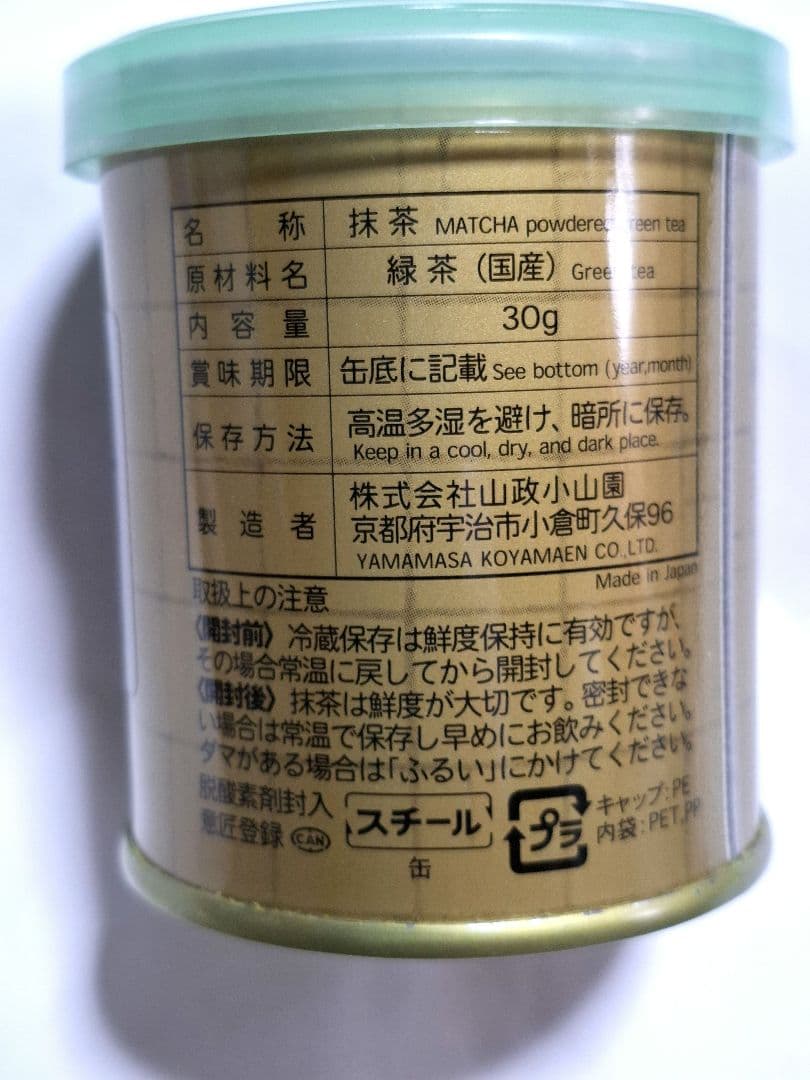 名称 抹茶 MATCHA powdered green tea
原材料名 緑茶（国産） Green tea
内容量 30g
賞味期限 缶底に記載 See bottom (year,month)
保存方法 高温多湿を避け、暗所に保存。
Keep in a cool, dry, and dark place.
製造者 株式会社山政小山園
京都府宇治市小倉町久保96
YAMAMASA KOYAMAEN CO.,LTD.
Made in Japan
取扱上の注意
〈開封前〉冷蔵保存は鮮度保持に有効ですが、
その場合常温に戻してから開封してください。
〈開封後〉抹茶は鮮度が大切です。密封できな
い場合は常温で保存し早めにお飲みください。
ダマがある場合は「ふるい」にかけてください。
脱酸素剤封入
意匠登録 CAN
スチール
缶
プラ
キャップ:PE
内袋:PET,PP